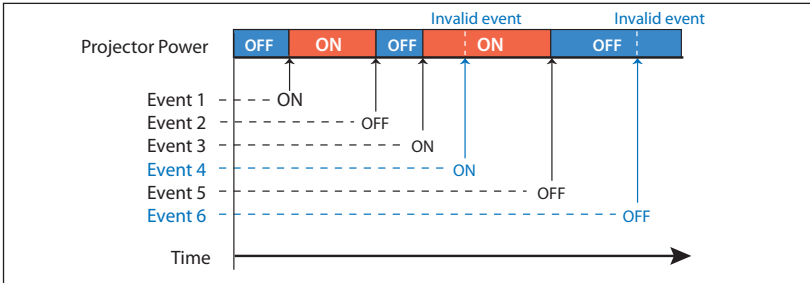 Invalid event Invalid event
Projector Power OFF ON OFF ON OFF
Event 1 ON
Event 2 OFF
Event 3 ON
Event 4 ON
Event 5 OFF
Event 6 OFF
Time